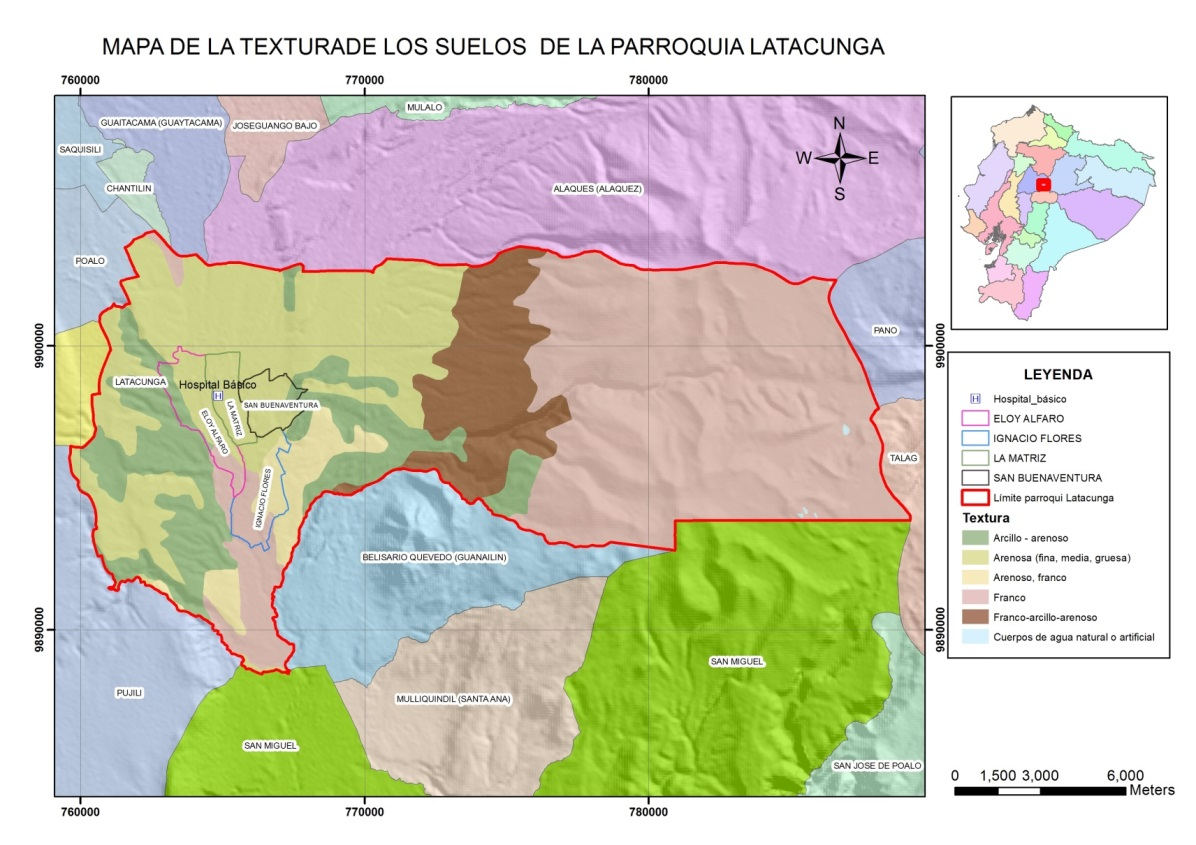 MAPA DE LA TEXTURADE LOS SUELOS DE LA PARROQUIA LATACUNGA
760000
770000
780000
MULALO
GUAITACAMA (GUAYTACAMA)
JOSEGUANGO BAJO
SAQUISILI
CHANTILIN
ALAQUES (ALAQUEZ)
N
W
E
S
POALO
9900000
9900000
PANO
LATACUNGA
Hospital Básico
H
SAN BUENAVENTURA
LA MATRIZ
ELOY ALFARO
IGNACIO FLORES
TALAG
BELISARIO QUEVEDO (GUANAILIN)
9890000
9890000
SAN MIGUEL
PUJILI
MULLIQUINDIL (SANTA ANA)
SAN MIGUEL
SAN JOSE DE POALO
760000
770000
780000
LEYENDA
H Hospital_básico
ELOY ALFARO
IGNACIO FLORES
LA MATRIZ
SAN BUENAVENTURA
Límite parroqui Latacunga
Textura
Arcillo - arenoso
Arenosa (fina, media, gruesa)
Arenoso, franco
Franco
Franco-arcillo-arenoso
Cuerpos de agua natural o artificial
0 1,500 3,000 6,000
Meters